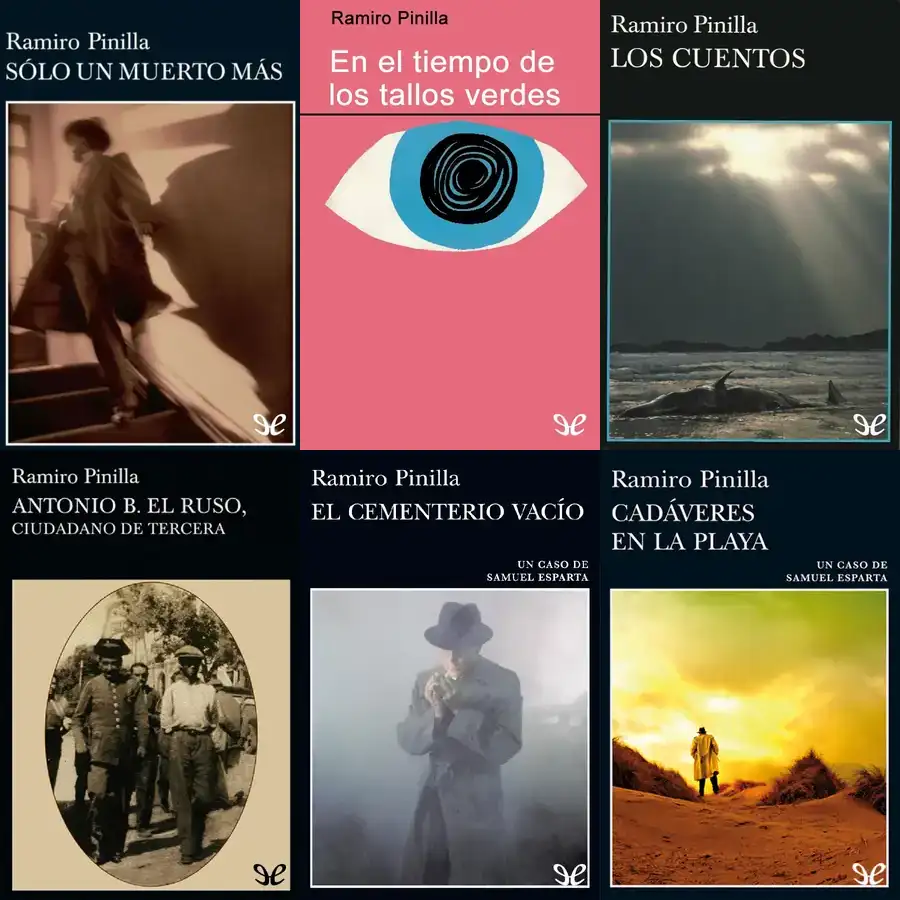 Ramiro Pinilla
SÓLO UN MUERTO MÁS
Ramiro Pinilla
En el tiempo de
los tallos verdes
Ramiro Pinilla
LOS CUENTOS
Ramiro Pinilla
ANTONIO B. EL RUSO,
CIUDADANO DE TERCERA
Ramiro Pinilla
EL CEMENTERIO VACÍO
UN CASO DE
SAMUEL ESPARTA
Ramiro Pinilla
CADÁVERES
EN LA PLAYA
UN CASO DE
SAMUEL ESPARTA